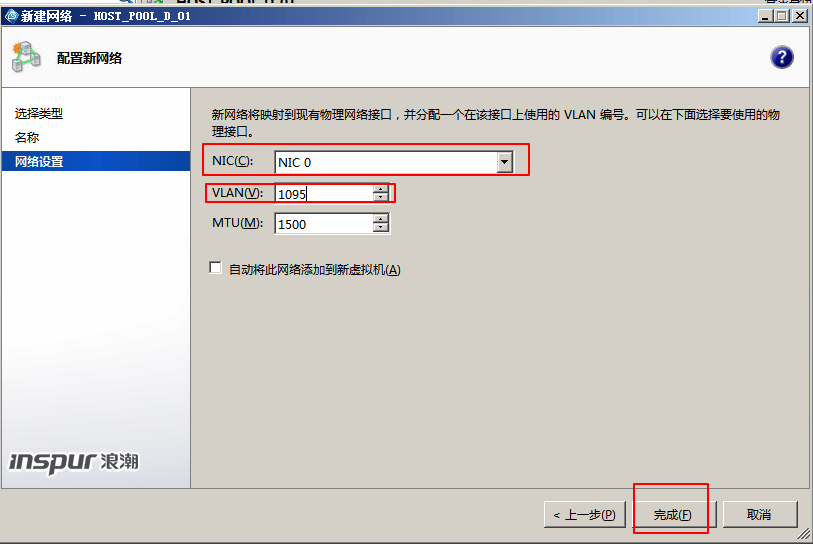 新建网络 - HOST_POOL_D_01
配置新网络
选择类型
名称
网络设置
新网络将映射到现有物理网络接口，并分配一个在该接口上使用的 VLAN 编号。可以在下面选择要使用的物
理接口。
NIC(C): NIC 0
VLAN(V): 1095
MTU(M): 1500
自动将此网络添加到新虚拟机(A)
inspur 浪潮
< 上一步(P) 完成(F) 取消